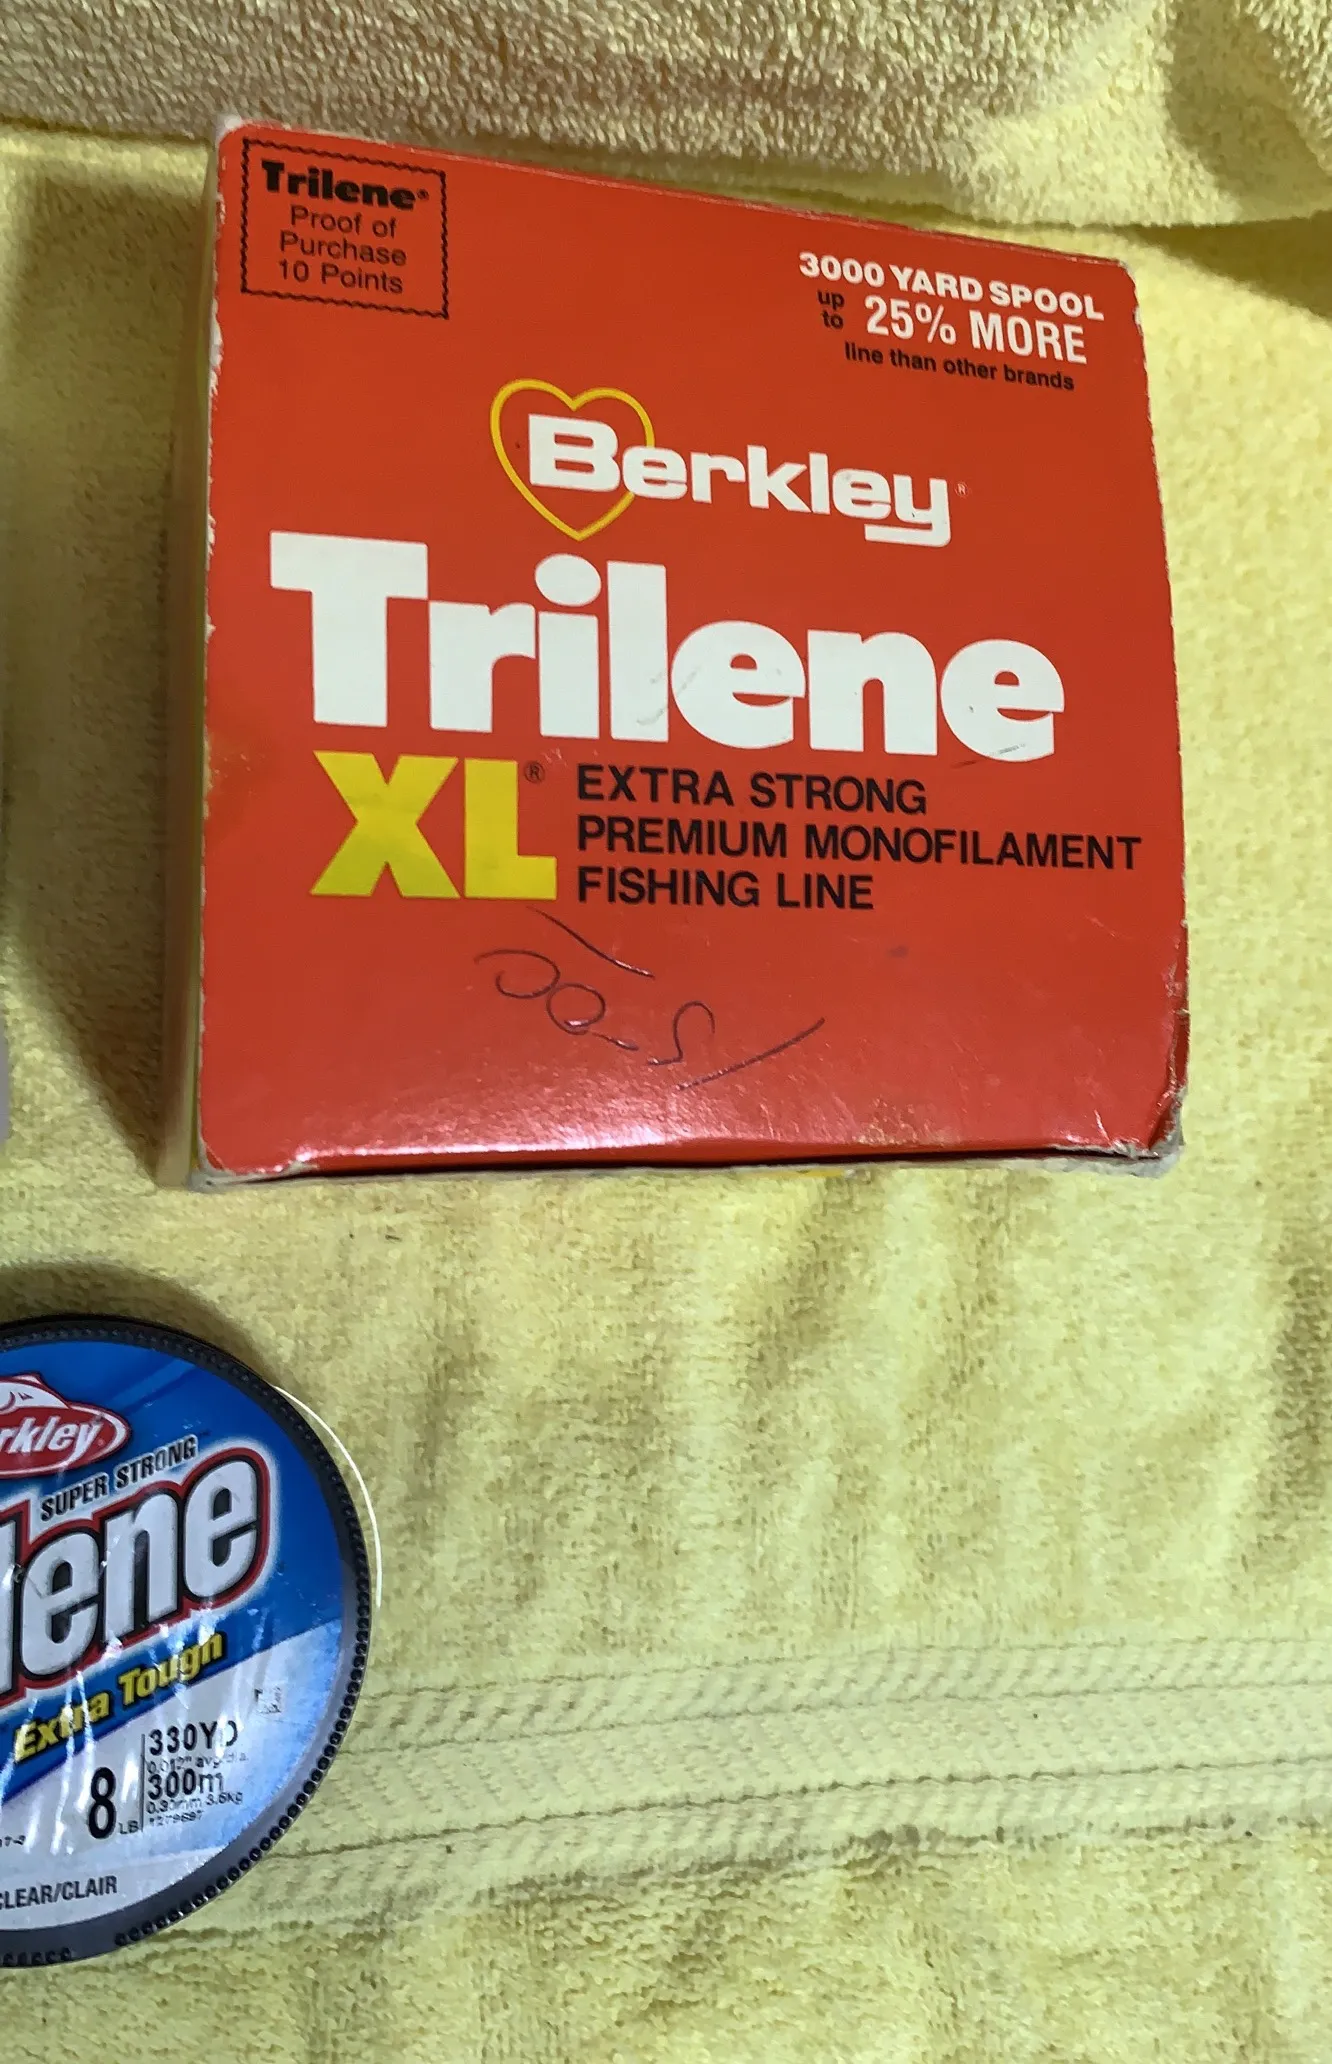 Trilene®
Proof of
Purchase
10 Points
3000 YARD SPOOL
up to 25% MORE
line than other brands
Berkley®
Trilene
XL® EXTRA STRONG
PREMIUM MONOFILAMENT
FISHING LINE
rkley
SUPER STRONG
lene
Extra Tough
8 LB
330YD
300m
CLEAR/CLAIR